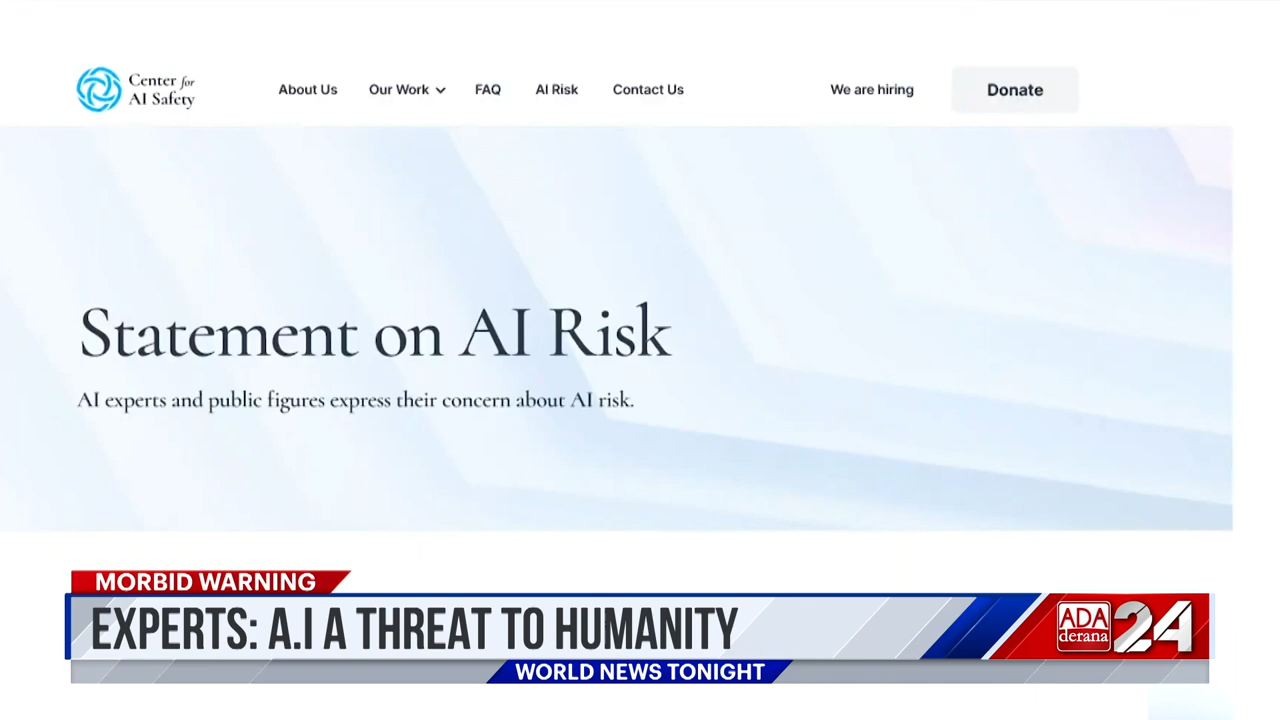 Center for
AI Safety
About Us
Our Work
FAQ
AI Risk
Contact Us
We are hiring
Donate
Statement on AI Risk
AI experts and public figures express their concern about AI risk.
MORBID WARNING
EXPERTS: A.I A THREAT TO HUMANITY
ADA
derana
24
WORLD NEWS TONIGHT